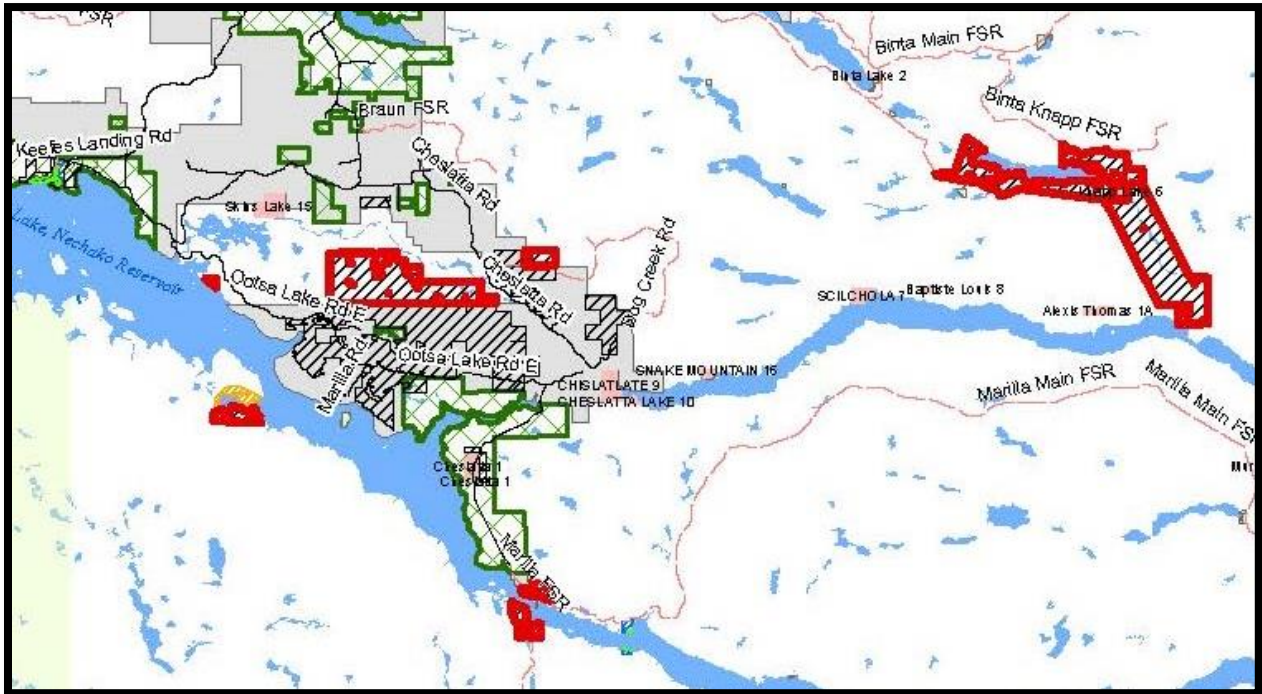 FSR
Binta Main FSR
Binta Lake 2
Braun FSR
Binta Knapp FSR
Keefes Landing Rd
Cheslatta Rd
Skins Lake 15
Lake, Nechako Reservoir
Bog Creek Rd
Ootsa Lake Rd E
Cheslatta Rd
SCILCHOLA 7
Baptiste Louis 8
Alexis Thomas 1A
Marilla Rd
Ootsa Lake Rd E
SNAKE MOUNTAIN 16
CHISLATLATE 9
CHESLATTA LAKE 10
Marilla Main FSR
Marilla Main FSR
Cheslatta 1
Cheslatta 1
Marilla FSR